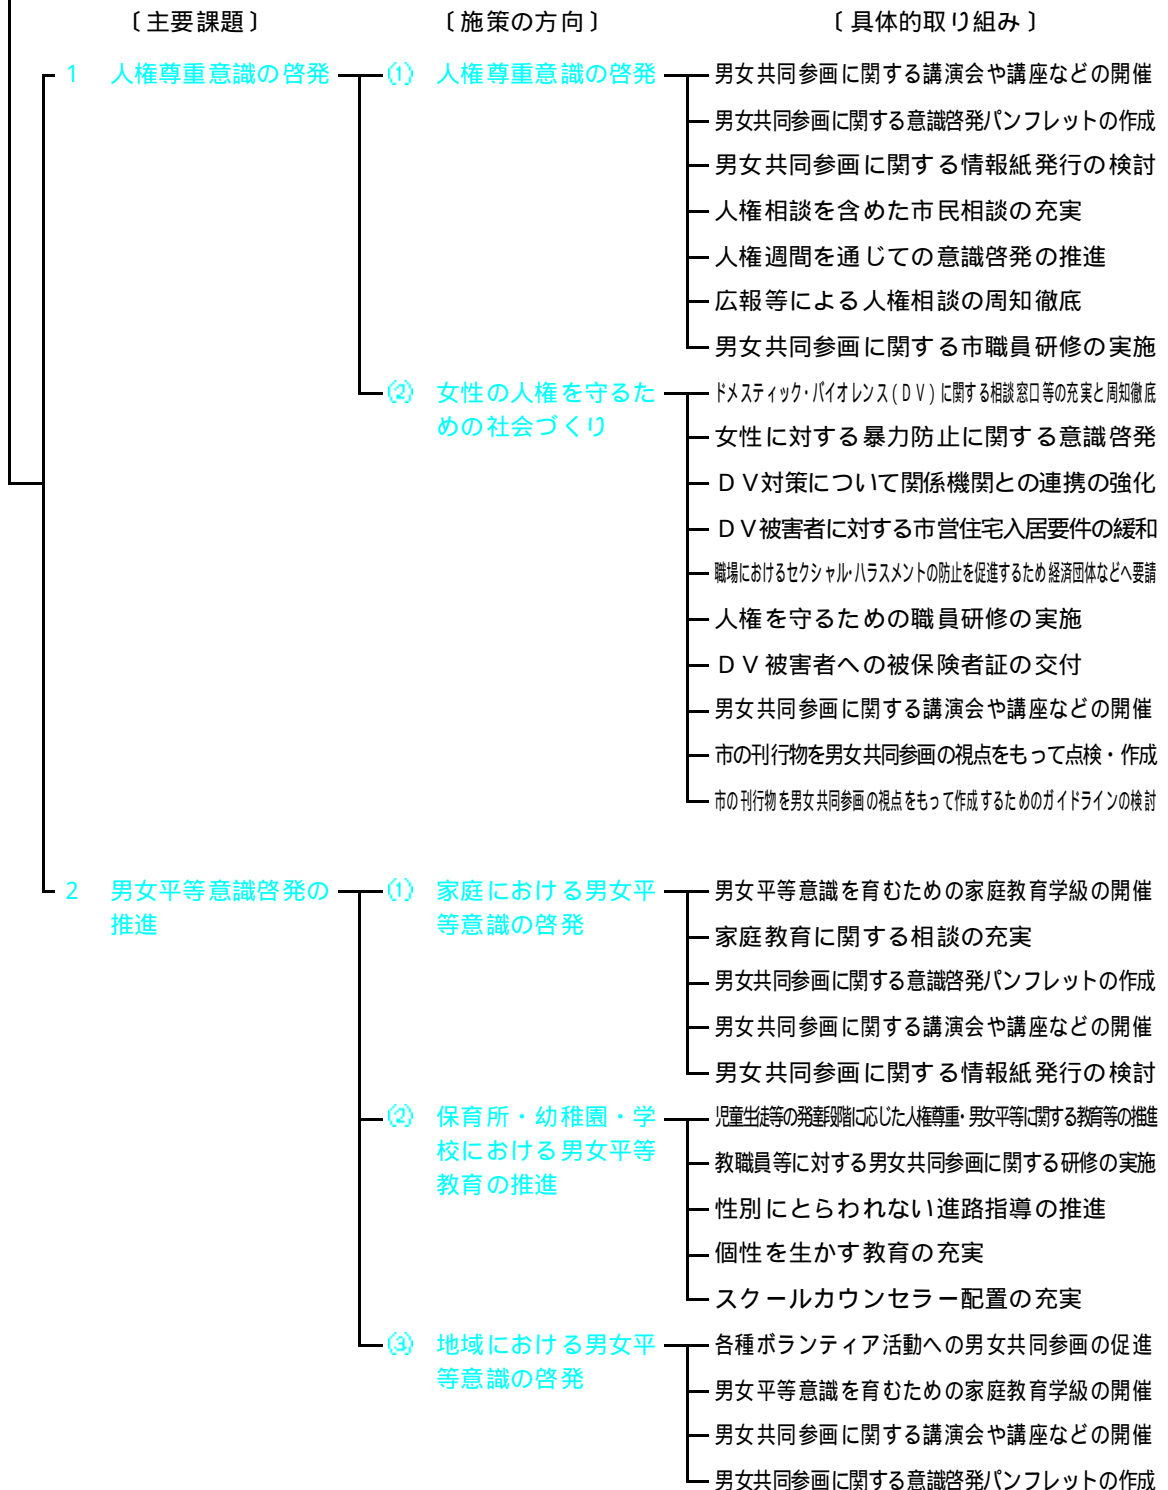 〔主要課題〕 〔施策の方向〕 〔具体的取り組み〕
1 人権尊重意識の啓発 (1) 人権尊重意識の啓発 男女共同参画に関する講演会や講座などの開催
男女共同参画に関する意識啓発パンフレットの作成
男女共同参画に関する情報紙発行の検討
人権相談を含めた市民相談の充実
人権週間を通じての意識啓発の推進
広報等による人権相談の周知徹底
男女共同参画に関する市職員研修の実施
(2) 女性の人権を守るた
めの社会づくり
ドメスティック・バイオレンス(DV)に関する相談窓口等の充実と周知徹底
女性に対する暴力防止に関する意識啓発
DV対策について関係機関との連携の強化
DV被害者に対する市営住宅入居要件の緩和
職場におけるセクシャル・ハラスメントの防止を促進するため経済団体などへ要請
人権を守るための職員研修の実施
DV被害者への被保険者証の交付
男女共同参画に関する講演会や講座などの開催
市の刊行物を男女共同参画の視点をもって点検・作成
市の刊行物を男女共同参画の視点をもって作成するためのガイドラインの検討
2 男女平等意識啓発の
推進
(1) 家庭における男女平
等意識の啓発
男女平等意識を育むための家庭教育学級の開催
家庭教育に関する相談の充実
男女共同参画に関する意識啓発パンフレットの作成
男女共同参画に関する講演会や講座などの開催
男女共同参画に関する情報紙発行の検討
(2) 保育所・幼稚園・学
校における男女平等
教育の推進
児童生徒等の発達段階に応じた人権尊重・男女平等に関する教育等の推進
教職員等に対する男女共同参画に関する研修の実施
性別にとらわれない進路指導の推進
個性を生かす教育の充実
スクールカウンセラー配置の充実
(3) 地域における男女平
等意識の啓発
各種ボランティア活動への男女共同参画の促進
男女平等意識を育むための家庭教育学級の開催
男女共同参画に関する講演会や講座などの開催
男女共同参画に関する意識啓発パンフレットの作成